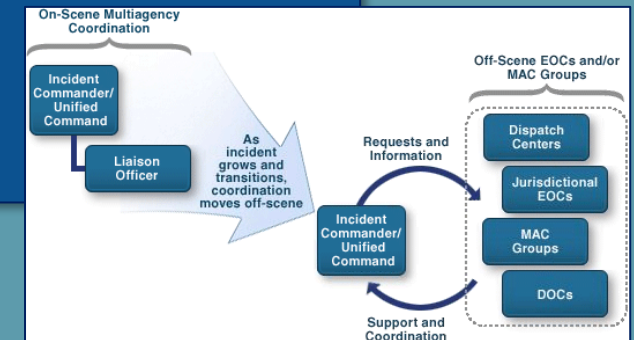 On-Scene Multiagency
Coordination
Incident
Commander/
Unified
Command
Liaison
Officer
As
incident
grows and
transitions,
coordination
moves off-scene
Incident
Commander/
Unified
Command
Requests and
Information
Support and
Coordination
Off-Scene EOCs and/or
MAC Groups
Dispatch
Centers
Jurisdictional
EOCs
MAC
Groups
DOCs